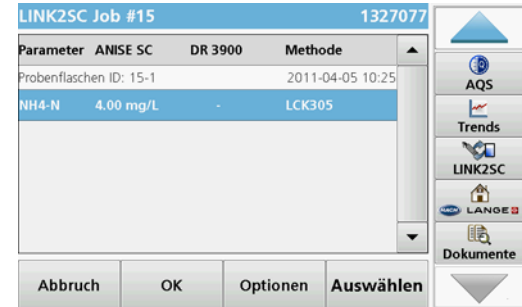 LINK2SC Job #15 1327077
Parameter ANISE SC DR 3900 Methode
Probenflaschen ID: 15-1 2011-04-05 10:25
NH4-N 4.00 mg/L - LCK305
Abbruch OK Optionen Auswählen
AQS
Trends
LINK2SC
HACH LANGE
Dokumente